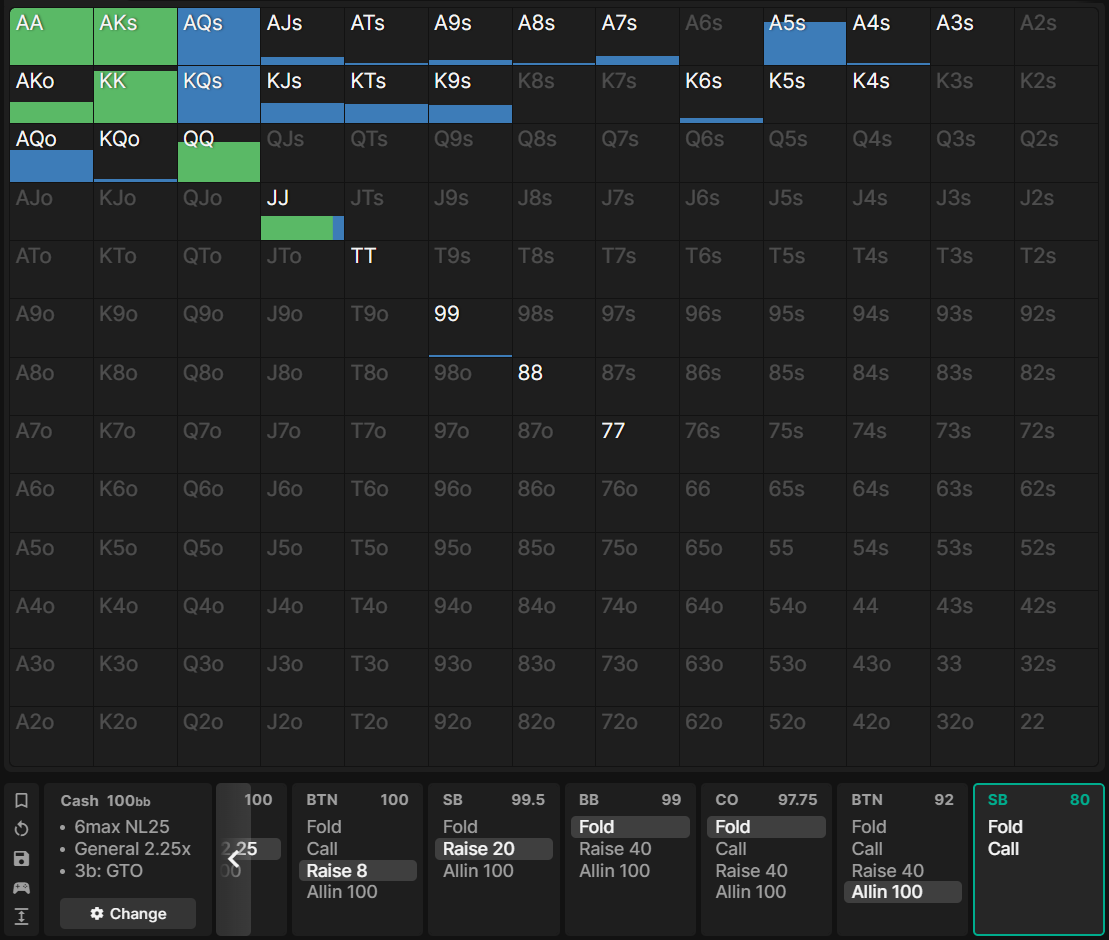 AA AKs AQs AJs ATs A9s A8s A7s A6s A5s A4s A3s A2s
AKo KK KQs KJs KTs K9s K8s K7s K6s K5s K4s K3s K2s
AQo KQo QQ QJs QTs Q9s Q8s Q7s Q6s Q5s Q4s Q3s Q2s
AJo KJo QJo JJ JTs J9s J8s J7s J6s J5s J4s J3s J2s
ATo KTo QTo JTo TT T9s T8s T7s T6s T5s T4s T3s T2s
A9o K9o Q9o J9o T9o 99 98s 97s 96s 95s 94s 93s 92s
A8o K8o Q8o J8o T8o 98o 88 87s 86s 85s 84s 83s 82s
A7o K7o Q7o J7o T7o 97o 87o 77 76s 75s 74s 73s 72s
A6o K6o Q6o J6o T6o 96o 86o 76o 66 65s 64s 63s 62s
A5o K5o Q5o J5o T5o 95o 85o 75o 65o 55 54s 53s 52s
A4o K4o Q4o J4o T4o 94o 84o 74o 64o 54o 44 43s 42s
A3o K3o Q3o J3o T3o 93o 83o 73o 63o 53o 43o 33 32s
A2o K2o Q2o J2o T2o 92o 82o 72o 62o 52o 42o 32o 22
Cash 100bb
• 6max NL25
• General 2.25x
• 3b: GTO
Change
100
2.25
00
BTN 100
Fold
Call
Raise 8
Allin 100
SB 99.5
Fold
Call
Raise 20
Allin 100
BB 99
Fold
Raise 40
Allin 100
CO 97.75
Fold
Call
Raise 40
Allin 100
BTN 92
Fold
Call
Raise 40
Allin 100
SB 80
Fold
Call